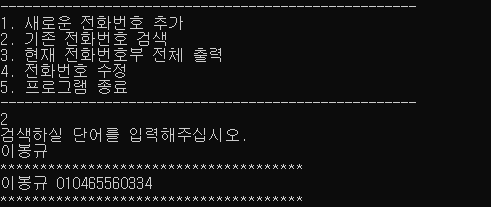 ----------------------------------------------------
1. 새로운 전화번호 추가
2. 기존 전화번호 검색
3. 현재 전화번호부 전체 출력
4. 전화번호 수정
5. 프로그램 종료
----------------------------------------------------
2
검색하실 단어를 입력해주십시오.
이봉규
**************************************
이봉규 010465560334
**************************************